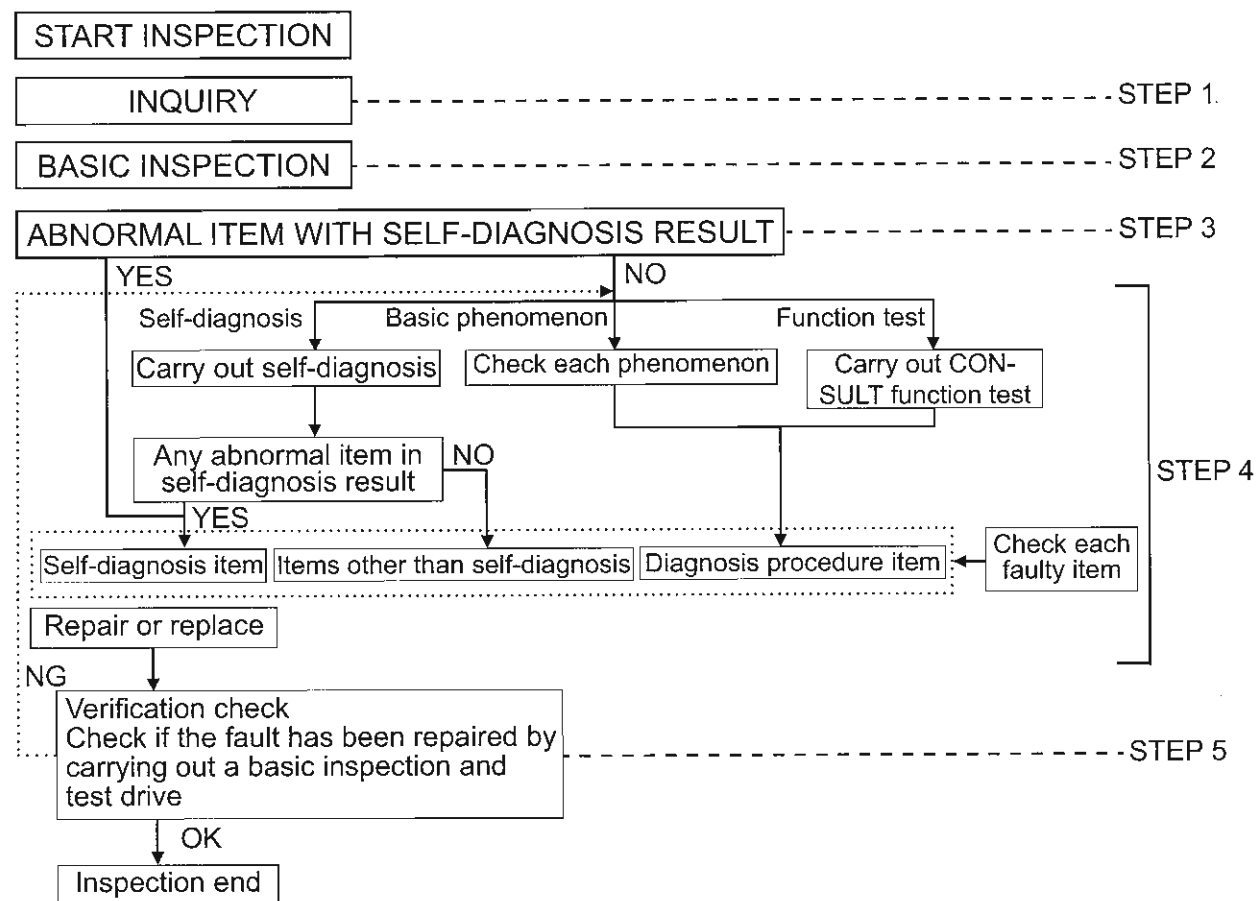 START INSPECTION
INQUIRY
STEP 1.
BASIC INSPECTION
STEP 2
ABNORMAL ITEM WITH SELF-DIAGNOSIS RESULT
STEP 3
YES
NO
Self-diagnosis
Basic phenomenon
Function test
Carry out self-diagnosis
Check each phenomenon
Carry out CON-
SULT function test
Any abnormal item in
self-diagnosis result
NO
YES
STEP 4
Self-diagnosis item
Items other than self-diagnosis
Diagnosis procedure item
Check each
faulty item
Repair or replace
NG
Verification check
Check if the fault has been repaired by
carrying out a basic inspection and
test drive
STEP 5
OK
Inspection end